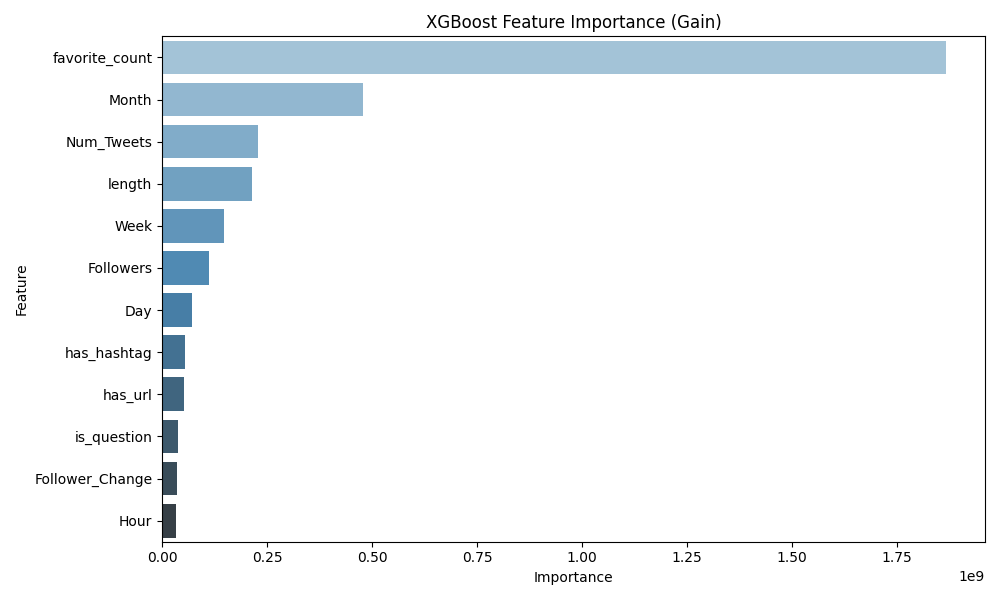 XGBoost Feature Importance (Gain)
favorite_count
Month
Num_Tweets
length
Week
Followers
Day
has_hashtag
has_url
is_question
Follower_Change
Hour
Feature
0.00 0.25 0.50 0.75 1.00 1.25 1.50 1.75
1e9
Importance